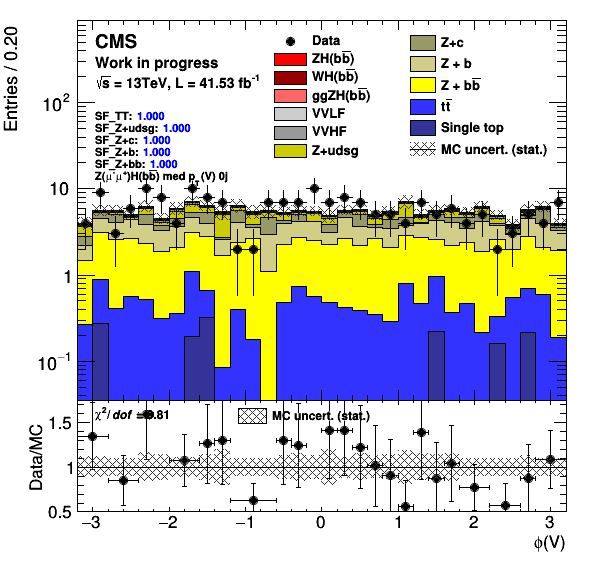 CMS
Work in progress
√s = 13TeV, L = 41.53 fb⁻¹
SF_TT: 1.000
SF_Z+udsg: 1.000
SF_Z+c: 1.000
SF_Z+b: 1.000
SF_Z+bb: 1.000
Z(μ⁻μ⁺)H(bb̅) med p_T(V) 0j
Data
ZH(bb̅)
WH(bb̅)
ggZH(bb̅)
VVLF
VVHF
Z+udsg
Z+c
Z + b
Z + bb̅
tt̅
Single top
MC uncert. (stat.)
Entries / 0.20
10²
10
1
10⁻¹
χ²/dof = 0.81
MC uncert. (stat.)
Data/MC
1.5
1
0.5
−3 −2 −1 0 1 2 3
φ(V)